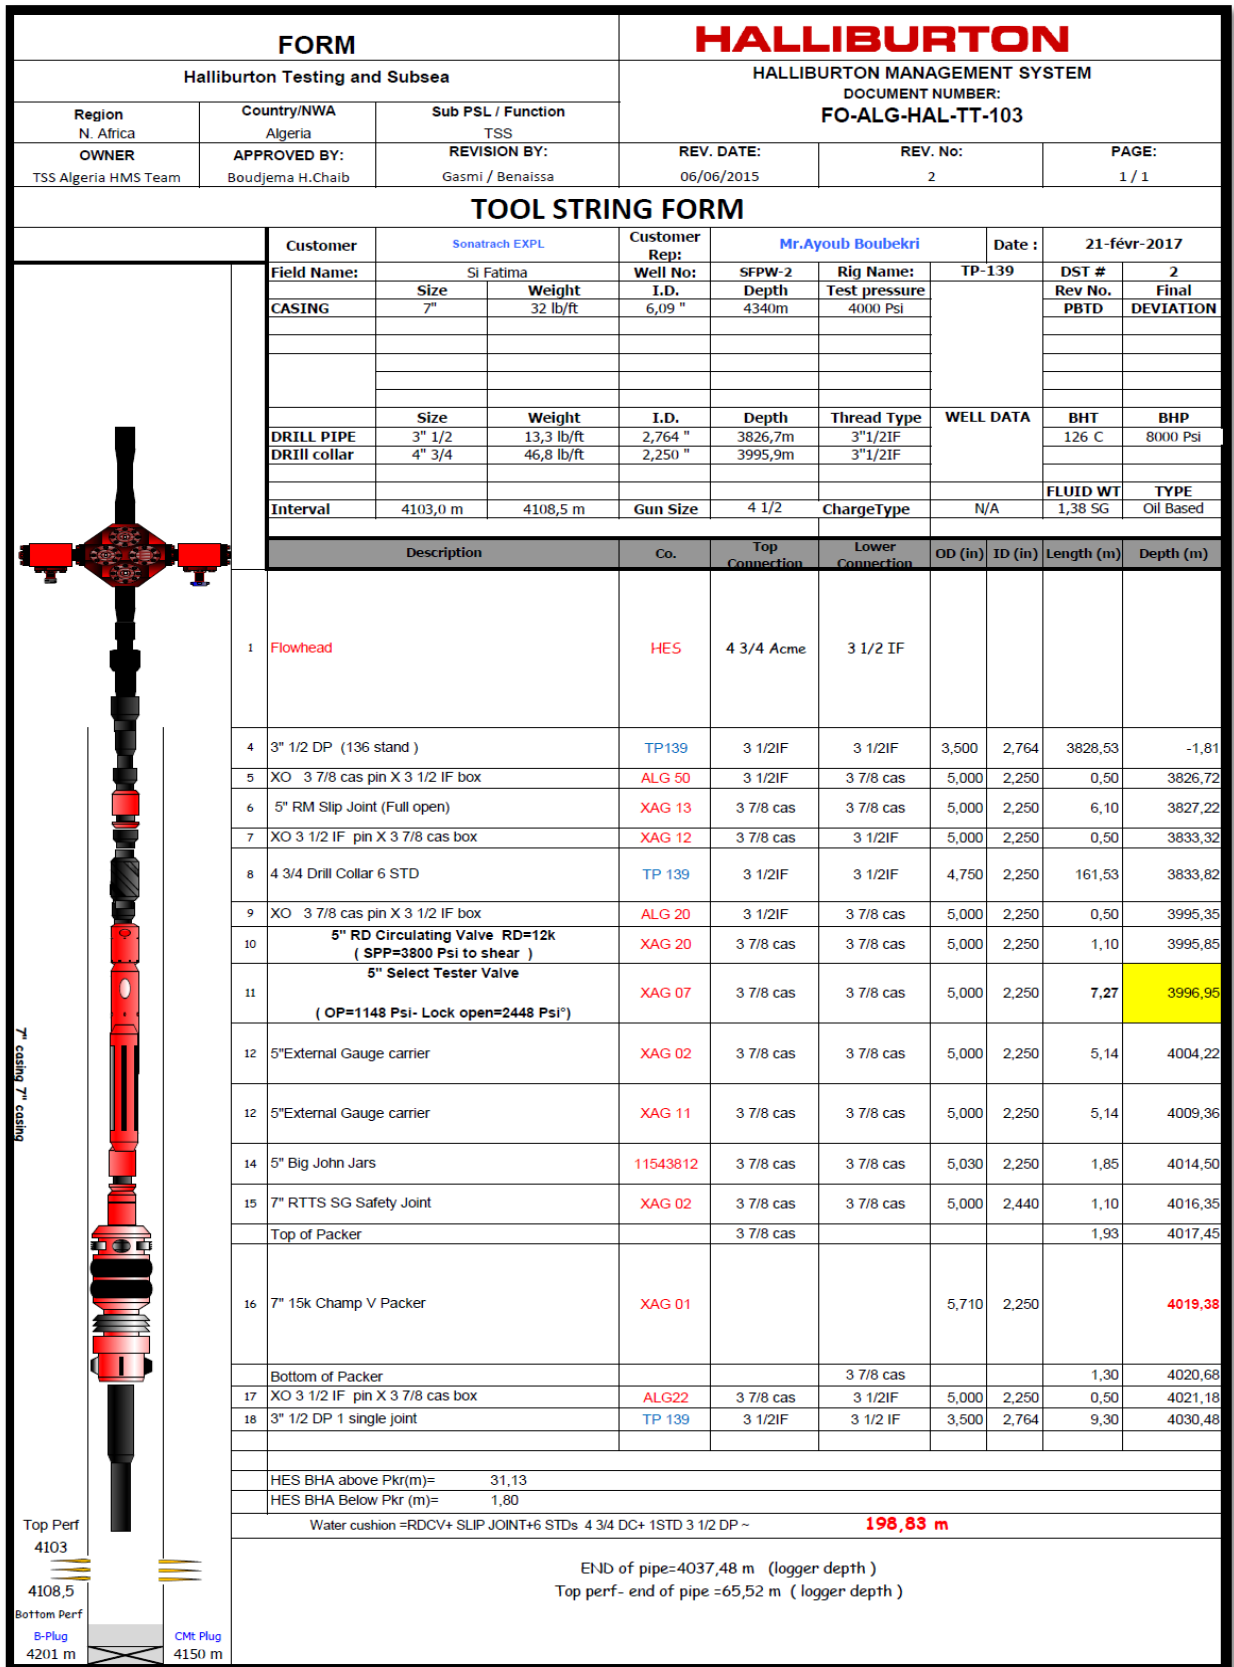 FORM
HALLIBURTON
Halliburton Testing and Subsea
HALLIBURTON MANAGEMENT SYSTEM
DOCUMENT NUMBER:
FO-ALG-HAL-TT-103
Region Country/NWA Sub PSL / Function
N. Africa Algeria TSS
OWNER APPROVED BY: REVISION BY: REV. DATE: REV. No: PAGE:
TSS Algeria HMS Team Boudjema H.Chaib Gasmi / Benaissa 06/06/2015 2 1 / 1
TOOL STRING FORM
Customer Sonatrach EXPL Customer Rep: Mr.Ayoub Boubekri Date : 21-févr-2017
Field Name: Si Fatima Well No: SFPW-2 Rig Name: TP-139 DST # 2
Size Weight I.D. Depth Test pressure Rev No. Final
CASING 7" 32 lb/ft 6,09 " 4340m 4000 Psi PBTD DEVIATION
Size Weight I.D. Depth Thread Type WELL DATA BHT BHP
DRILL PIPE 3" 1/2 13,3 lb/ft 2,764 " 3826,7m 3"1/2IF 126 C 8000 Psi
DRIll collar 4" 3/4 46,8 lb/ft 2,250 " 3995,9m 3"1/2IF
FLUID WT TYPE
Interval 4103,0 m 4108,5 m Gun Size 4 1/2 ChargeType N/A 1,38 SG Oil Based
Description Co. Top Connection Lower Connection OD (in) ID (in) Length (m) Depth (m)
1 Flowhead HES 4 3/4 Acme 3 1/2 IF
4 3" 1/2 DP (136 stand ) TP139 3 1/2IF 3 1/2IF 3,500 2,764 3828,53 -1,81
5 XO 3 7/8 cas pin X 3 1/2 IF box ALG 50 3 1/2IF 3 7/8 cas 5,000 2,250 0,50 3826,72
6 5" RM Slip Joint (Full open) XAG 13 3 7/8 cas 3 7/8 cas 5,000 2,250 6,10 3827,22
7 XO 3 1/2 IF pin X 3 7/8 cas box XAG 12 3 7/8 cas 3 1/2IF 5,000 2,250 0,50 3833,32
8 4 3/4 Drill Collar 6 STD TP 139 3 1/2IF 3 1/2IF 4,750 2,250 161,53 3833,82
9 XO 3 7/8 cas pin X 3 1/2 IF box ALG 20 3 1/2IF 3 7/8 cas 5,000 2,250 0,50 3995,35
10 5" RD Circulating Valve RD=12k
( SPP=3800 Psi to shear ) XAG 20 3 7/8 cas 3 7/8 cas 5,000 2,250 1,10 3995,85
11 5" Select Tester Valve
( OP=1148 Psi- Lock open=2448 Psi°) XAG 07 3 7/8 cas 3 7/8 cas 5,000 2,250 7,27 3996,95
12 5"External Gauge carrier XAG 02 3 7/8 cas 3 7/8 cas 5,000 2,250 5,14 4004,22
12 5"External Gauge carrier XAG 11 3 7/8 cas 3 7/8 cas 5,000 2,250 5,14 4009,36
14 5" Big John Jars 11543812 3 7/8 cas 3 7/8 cas 5,030 2,250 1,85 4014,50
15 7" RTTS SG Safety Joint XAG 02 3 7/8 cas 3 7/8 cas 5,000 2,440 1,10 4016,35
Top of Packer 3 7/8 cas 1,93 4017,45
16 7" 15k Champ V Packer XAG 01 5,710 2,250 4019,38
Bottom of Packer 3 7/8 cas 1,30 4020,68
17 XO 3 1/2 IF pin X 3 7/8 cas box ALG22 3 7/8 cas 3 1/2IF 5,000 2,250 0,50 4021,18
18 3" 1/2 DP 1 single joint TP 139 3 1/2IF 3 1/2 IF 3,500 2,764 9,30 4030,48
7" casing 7" casing
HES BHA above Pkr(m)= 31,13
HES BHA Below Pkr (m)= 1,80
Water cushion =RDCV+ SLIP JOINT+6 STDs 4 3/4 DC+ 1STD 3 1/2 DP ~ 198,83 m
END of pipe=4037,48 m (logger depth )
Top perf- end of pipe =65,52 m ( logger depth )
Top Perf
4103
4108,5
Bottom Perf
B-Plug CMt Plug
4201 m 4150 m